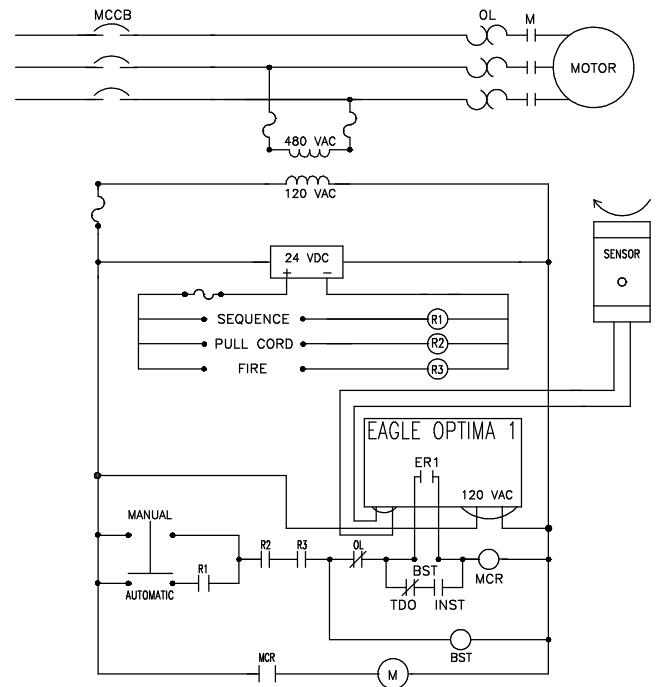 MCCB
OL
M
MOTOR
480 VAC
120 VAC
24 VDC
+ −
SENSOR
SEQUENCE
R1
PULL CORD
R2
FIRE
R3
EAGLE OPTIMA 1
ER1
120 VAC
MANUAL
R2
R3
OL
R1
BST
MCR
AUTOMATIC
TDO
INST
BST
MCR
M